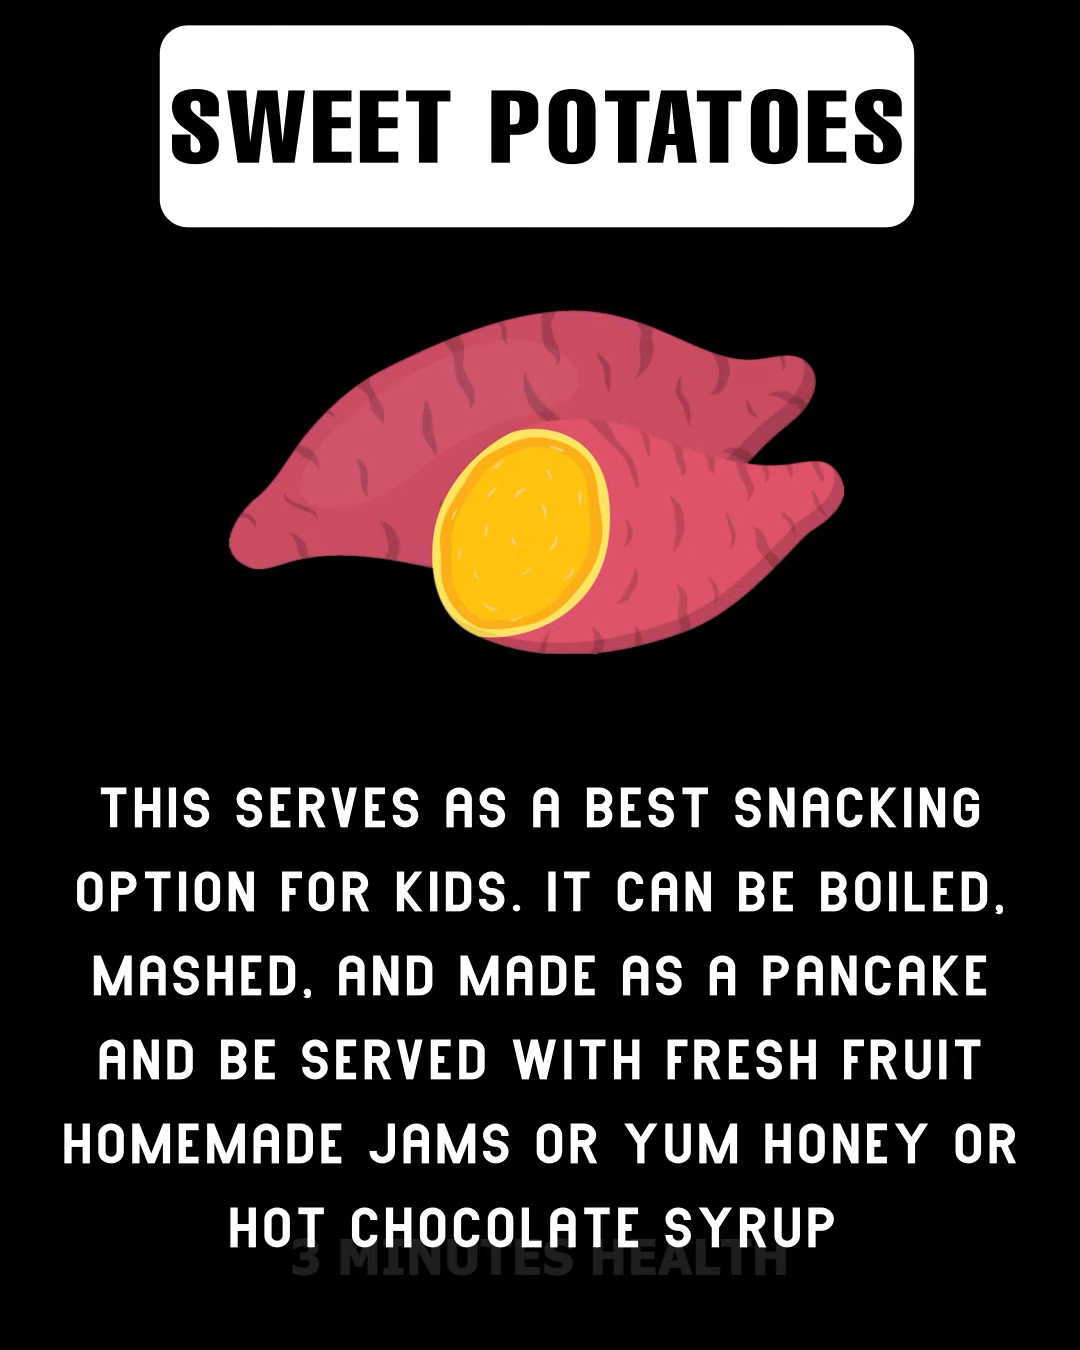 SWEET POTATOES
THIS SERVES AS A BEST SNACKING
OPTION FOR KIDS. IT CAN BE BOILED,
MASHED, AND MADE AS A PANCAKE
AND BE SERVED WITH FRESH FRUIT
HOMEMADE JAMS OR YUM HONEY OR
HOT CHOCOLATE SYRUP
3 MINUTES HEALTH